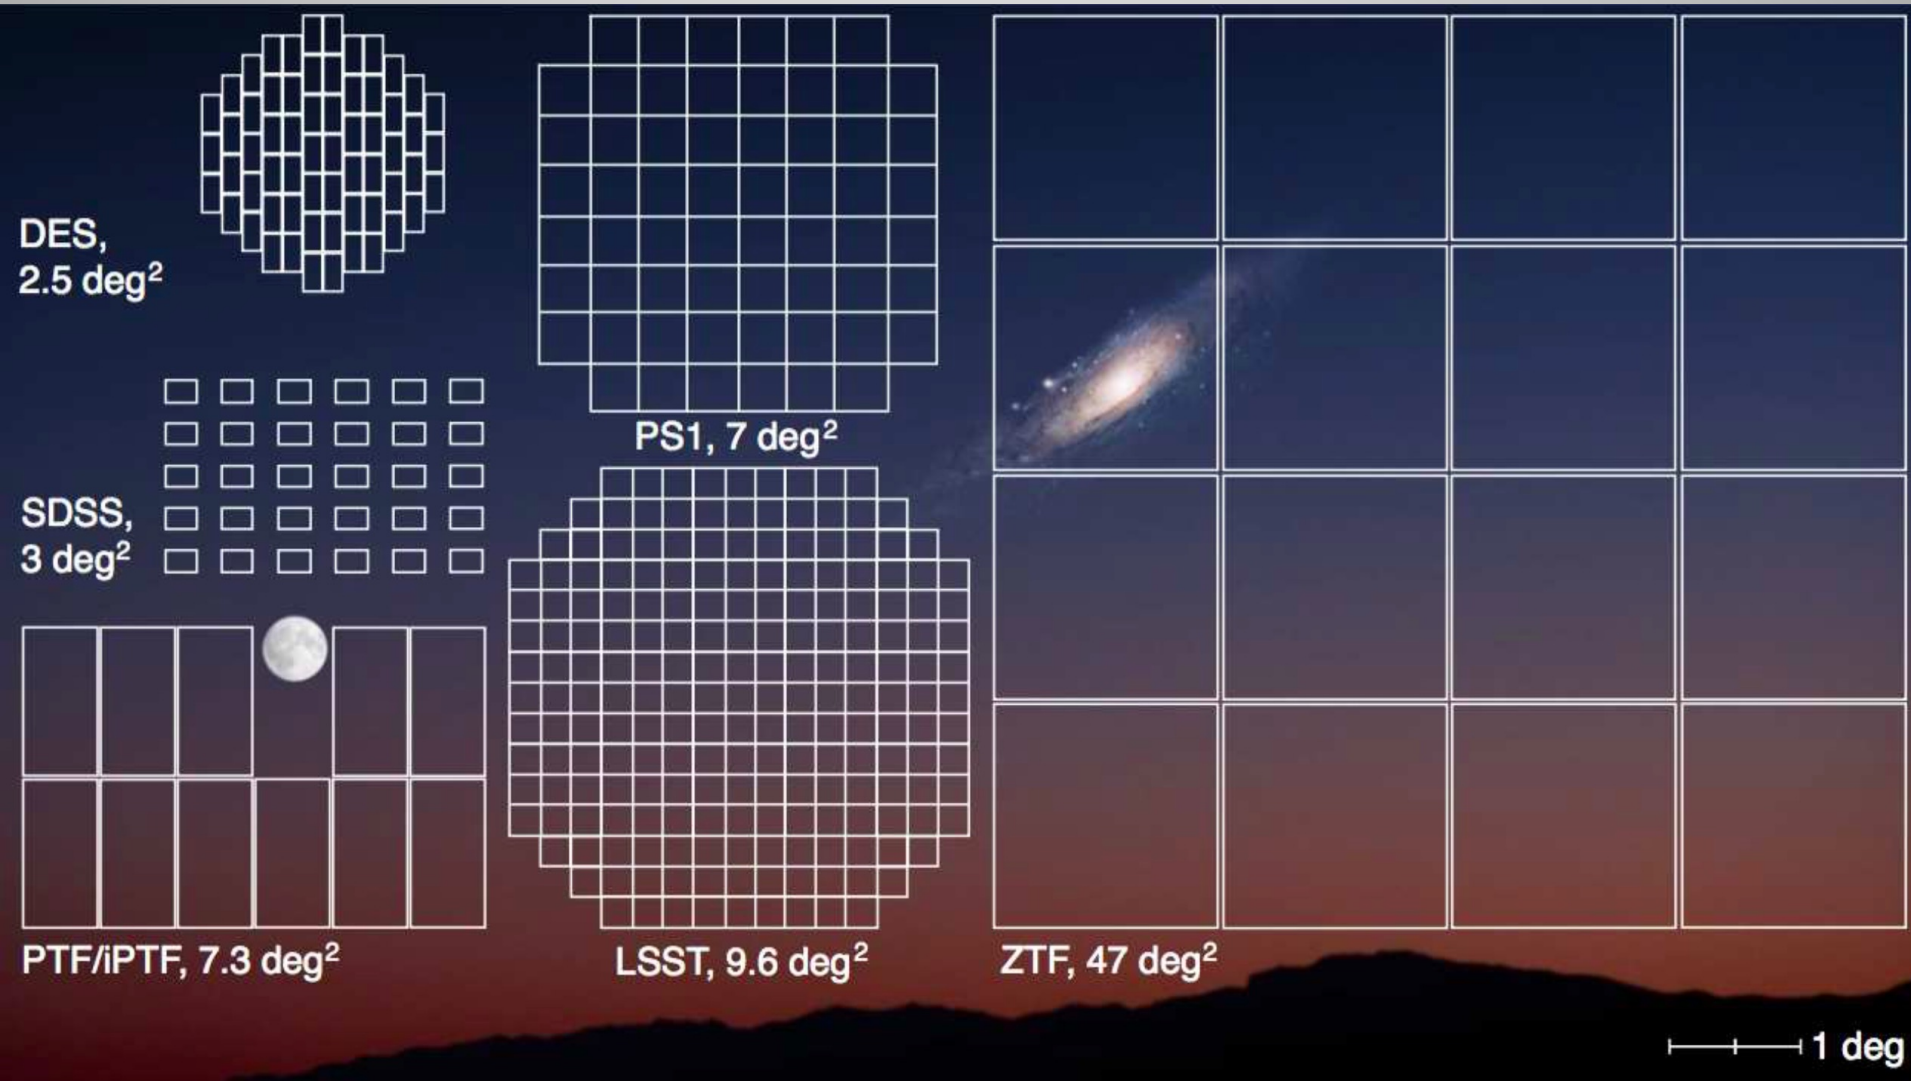 DES,
2.5 deg²
SDSS,
3 deg²
PTF/iPTF, 7.3 deg²
PS1, 7 deg²
LSST, 9.6 deg²
ZTF, 47 deg²
1 deg